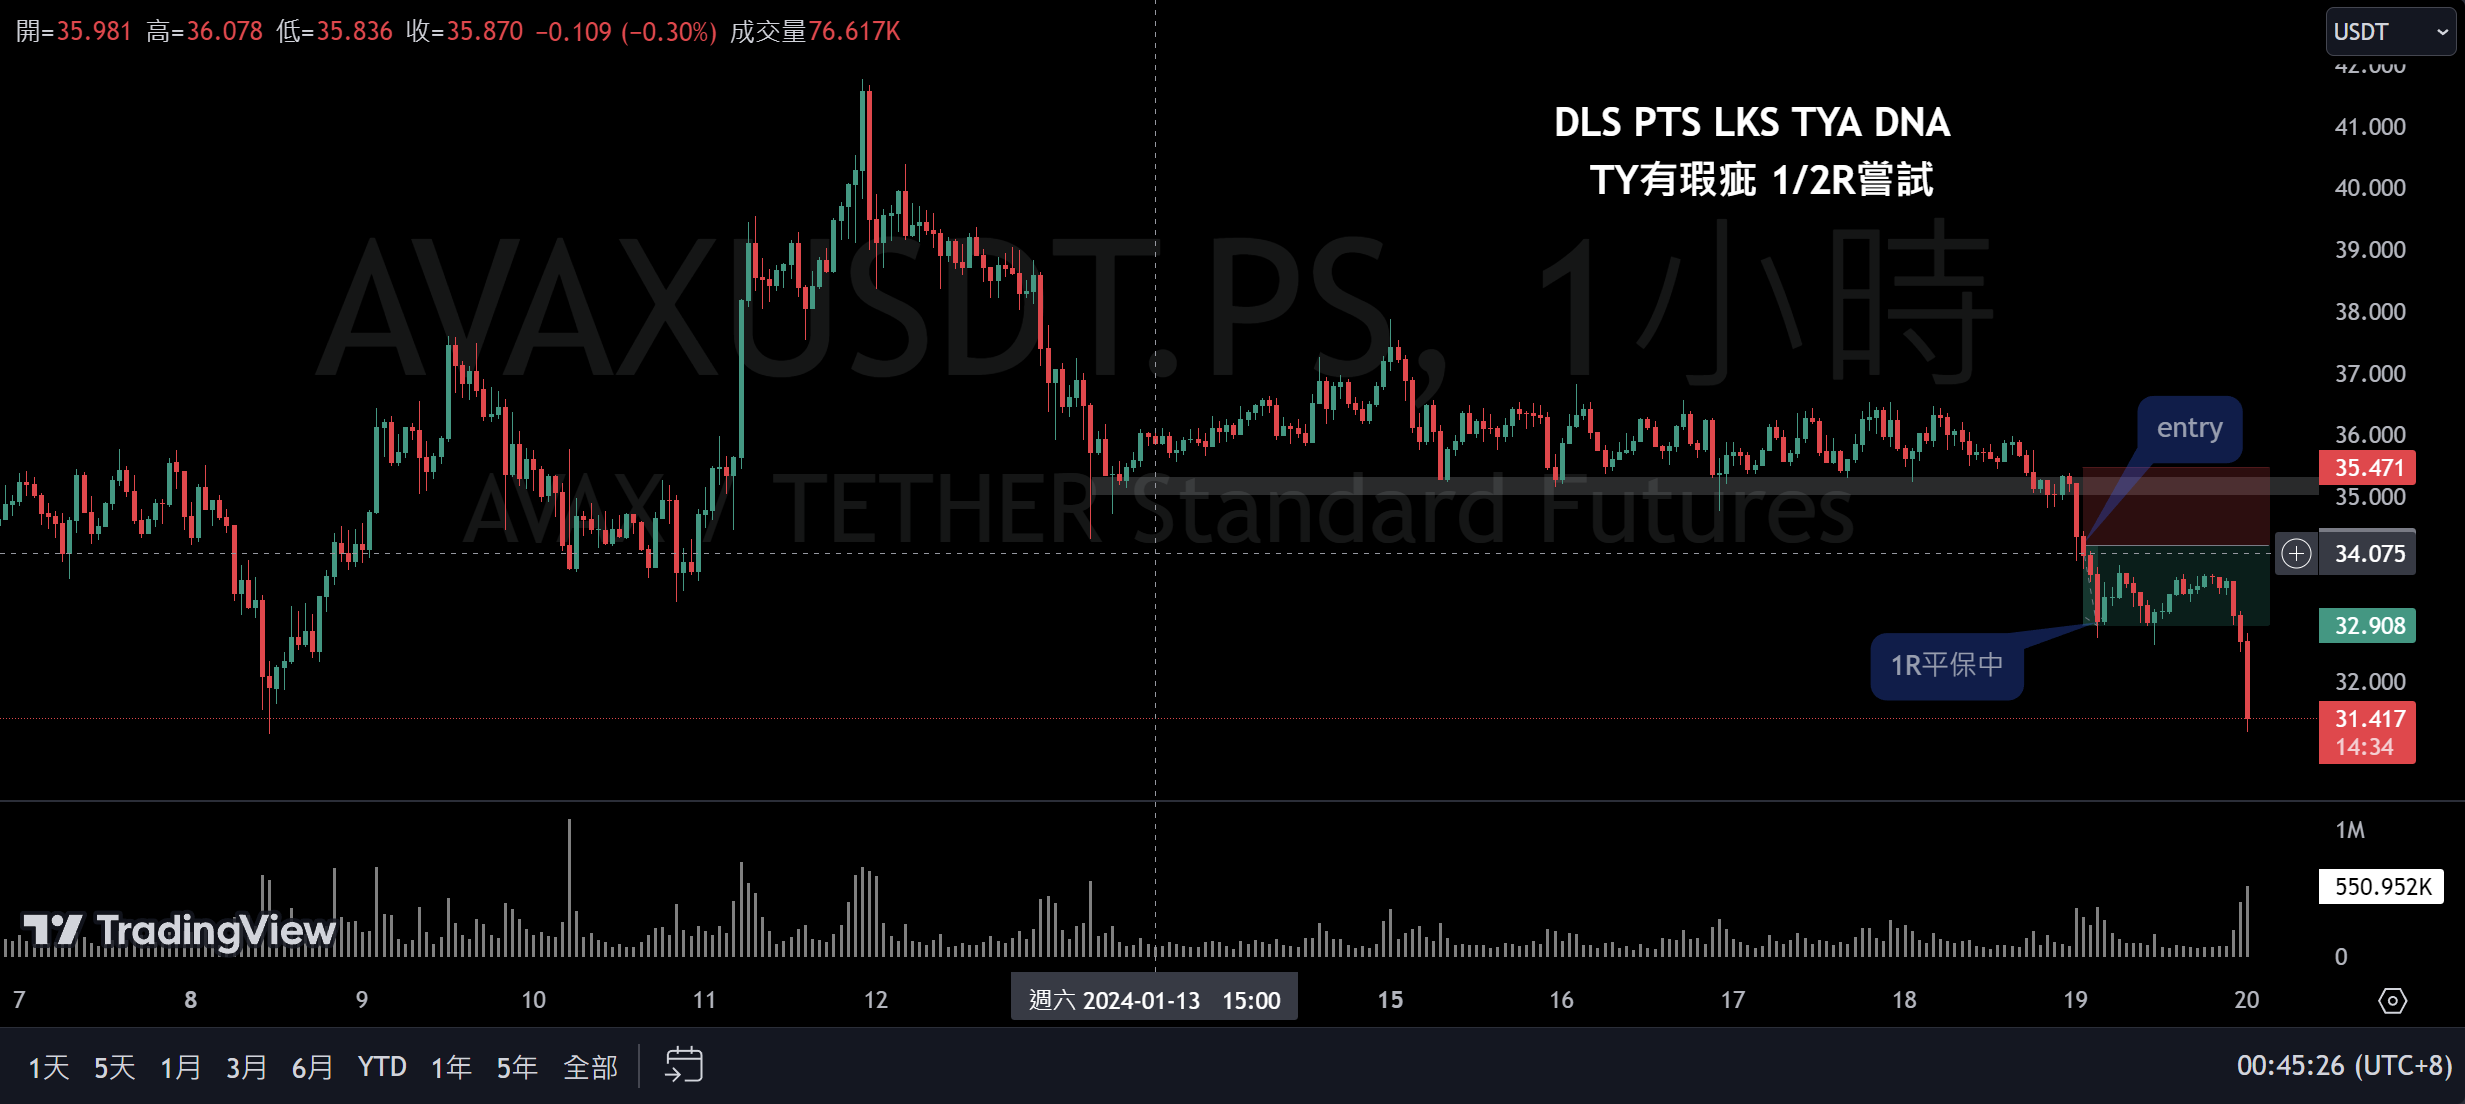 開=35.981 高=36.078 低=35.836 收=35.870 −0.109 (−0.30%) 成交量76.617K
USDT
42.000
DLS PTS LKS TYA DNA
41.000
TY有瑕疵 1/2R嘗試
40.000
39.000
AVAXUSDT.PS, 1小時
38.000
37.000
entry
36.000
35.471
AVAX / TETHER Standard Futures
35.000
34.075
32.908
1R平保中
32.000
31.417
14:34
1M
550.952K
TradingView
0
7 8 9 10 11 12 週六 2024-01-13 15:00 15 16 17 18 19 20
1天 5天 1月 3月 6月 YTD 1年 5年 全部
00:45:26 (UTC+8)